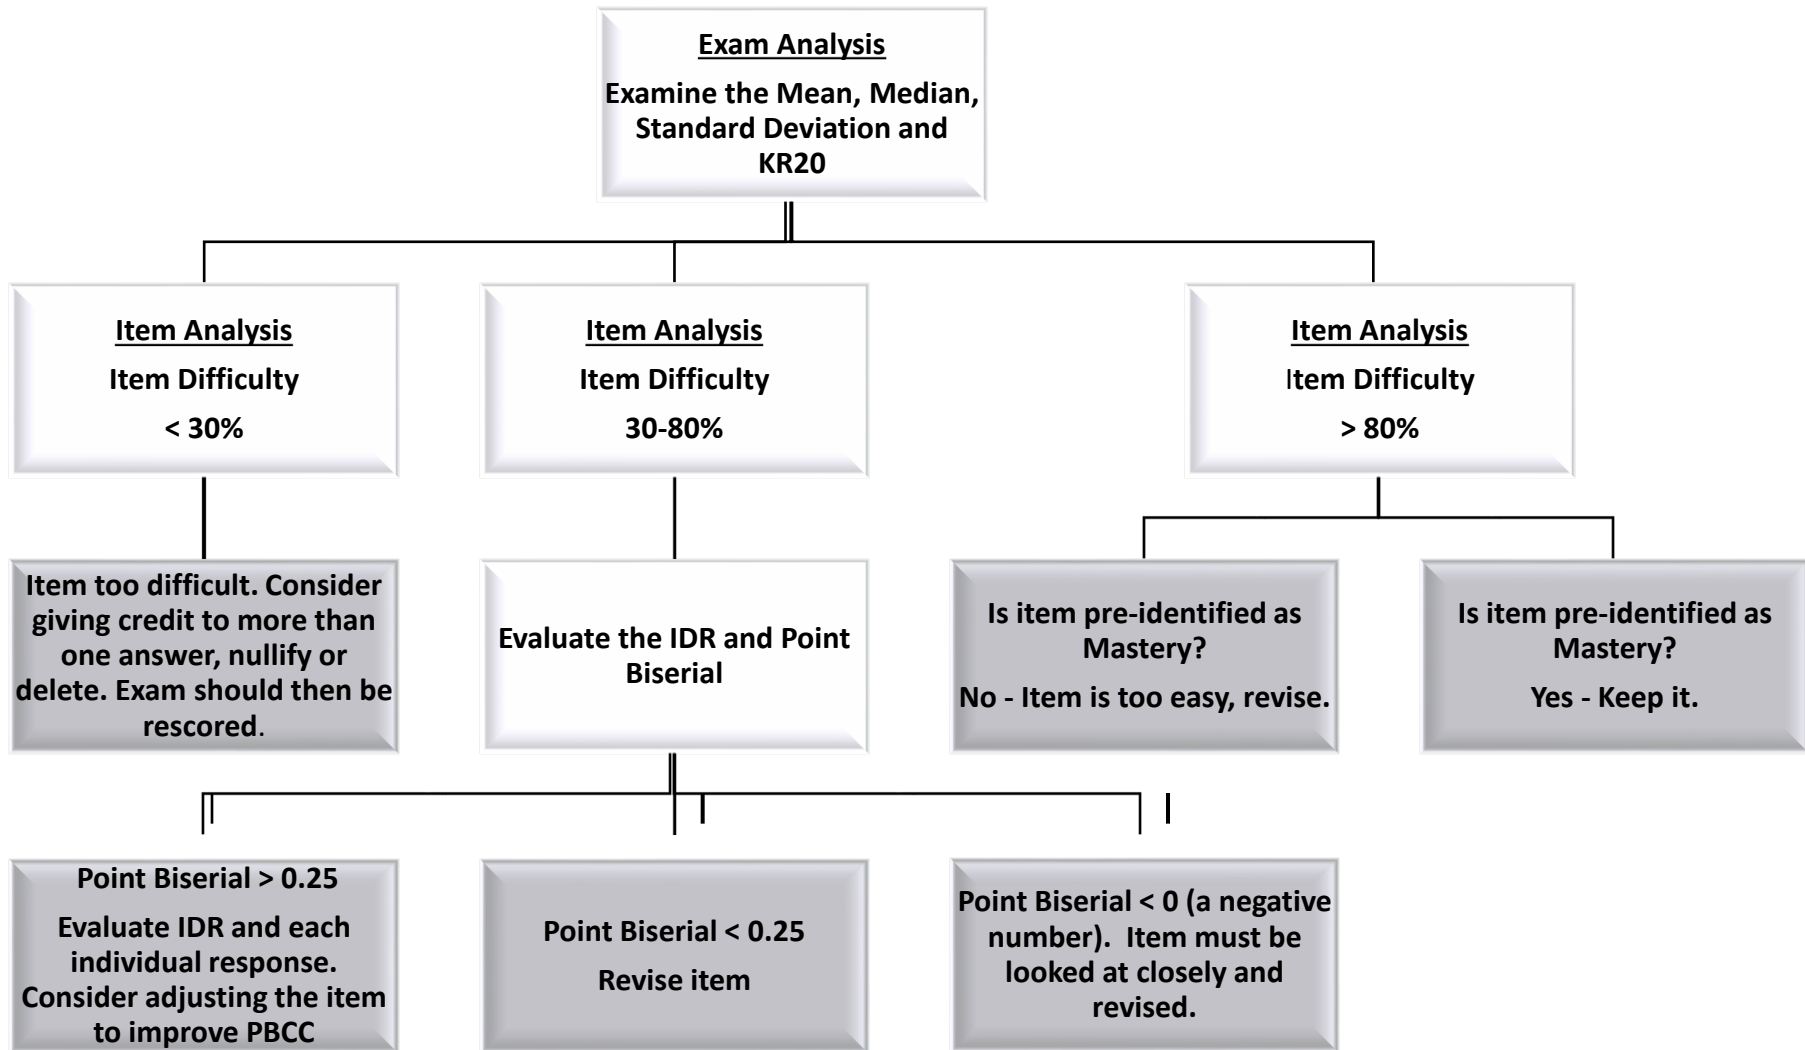 Exam Analysis
Examine the Mean, Median,
Standard Deviation and
KR20
Item Analysis
Item Difficulty
< 30%
Item Analysis
Item Difficulty
30-80%
Item Analysis
Item Difficulty
> 80%
Item too difficult. Consider
giving credit to more than
one answer, nullify or
delete. Exam should then be
rescored.
Evaluate the IDR and Point
Biserial
Is item pre-identified as
Mastery?
No - Item is too easy, revise.
Is item pre-identified as
Mastery?
Yes - Keep it.
Point Biserial > 0.25
Evaluate IDR and each
individual response.
Consider adjusting the item
to improve PBCC
Point Biserial < 0.25
Revise item
Point Biserial < 0 (a negative
number).  Item must be
looked at closely and
revised.